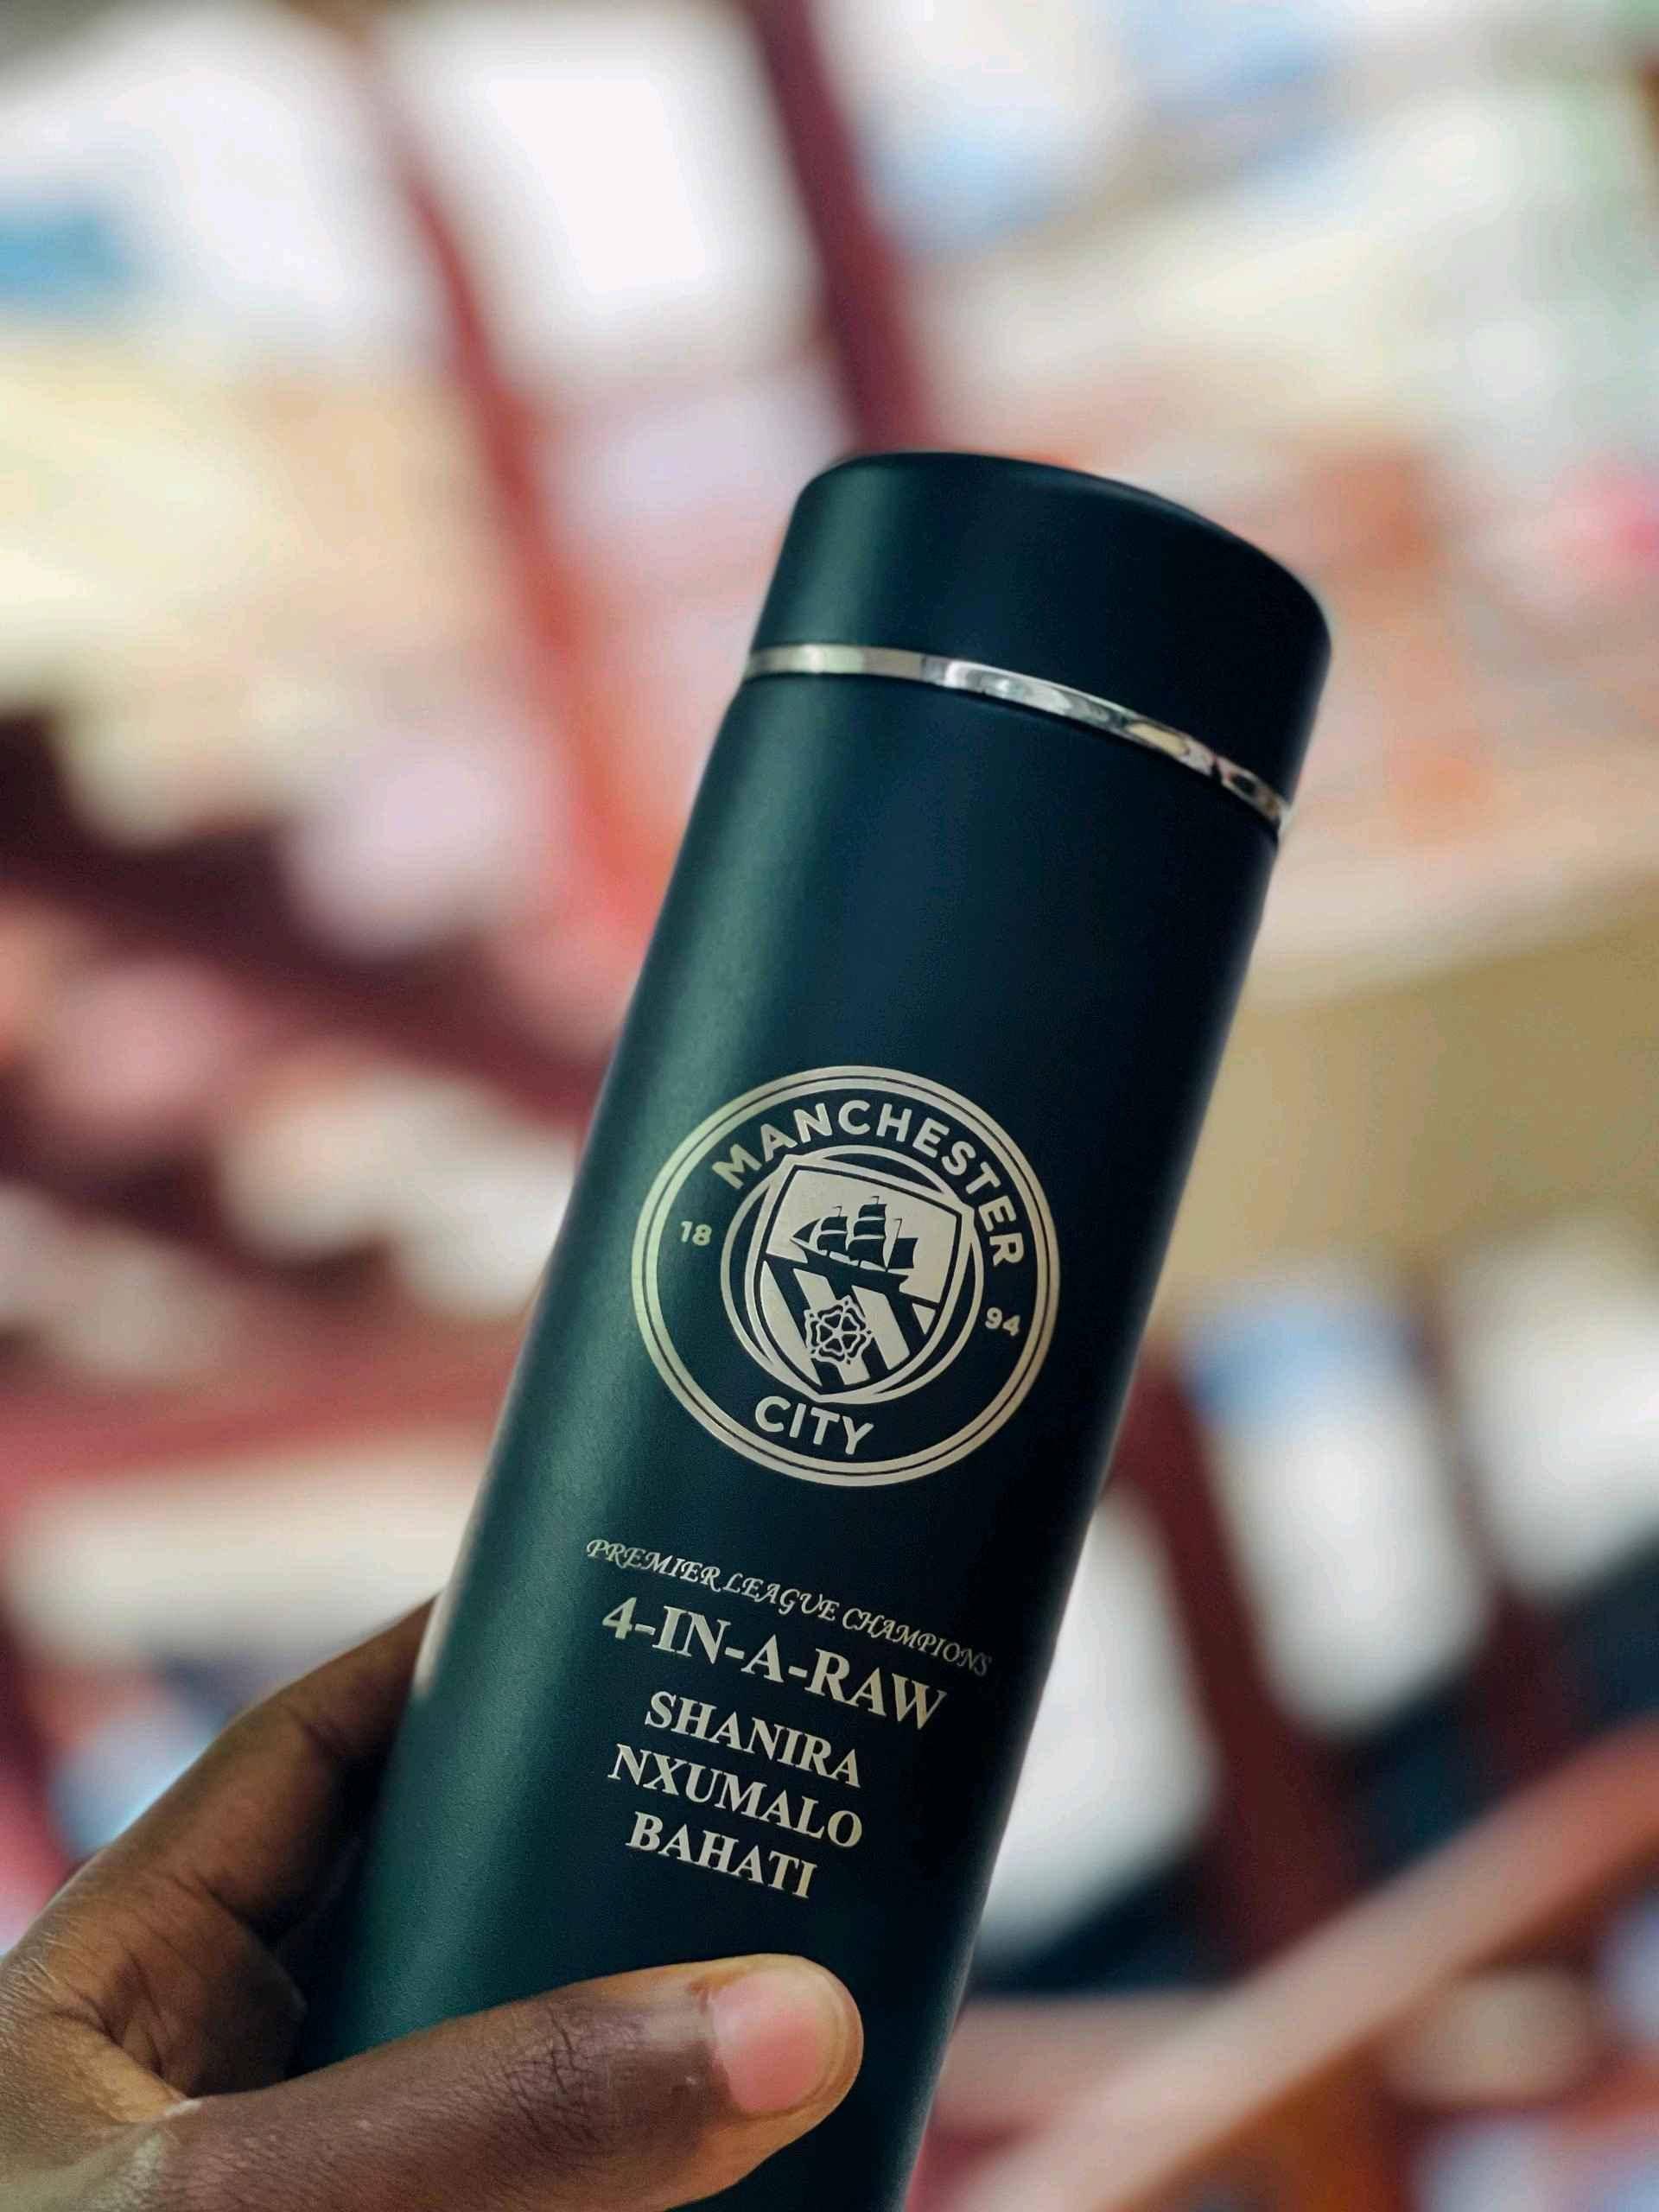 MANCHESTER
18
94
CITY
PREMIER LEAGUE CHAMPIONS
4-IN-A-RAW
SHANIRA
NXUMALO
BAHATI